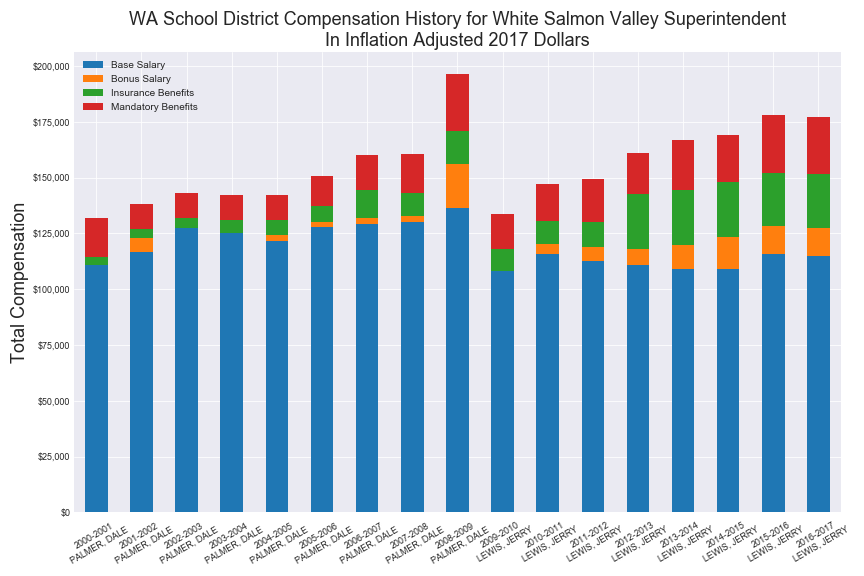 WA School District Compensation History for White Salmon Valley Superintendent
In Inflation Adjusted 2017 Dollars
Base Salary
Bonus Salary
Insurance Benefits
Mandatory Benefits
Total Compensation
$200,000
$175,000
$150,000
$125,000
$100,000
$75,000
$50,000
$25,000
$0
2000-2001
PALMER, DALE
2001-2002
PALMER, DALE
2002-2003
PALMER, DALE
2003-2004
PALMER, DALE
2004-2005
PALMER, DALE
2005-2006
PALMER, DALE
2006-2007
PALMER, DALE
2007-2008
PALMER, DALE
2008-2009
PALMER, DALE
2009-2010
LEWIS, JERRY
2010-2011
LEWIS, JERRY
2011-2012
LEWIS, JERRY
2012-2013
LEWIS, JERRY
2013-2014
LEWIS, JERRY
2014-2015
LEWIS, JERRY
2015-2016
LEWIS, JERRY
2016-2017
LEWIS, JERRY